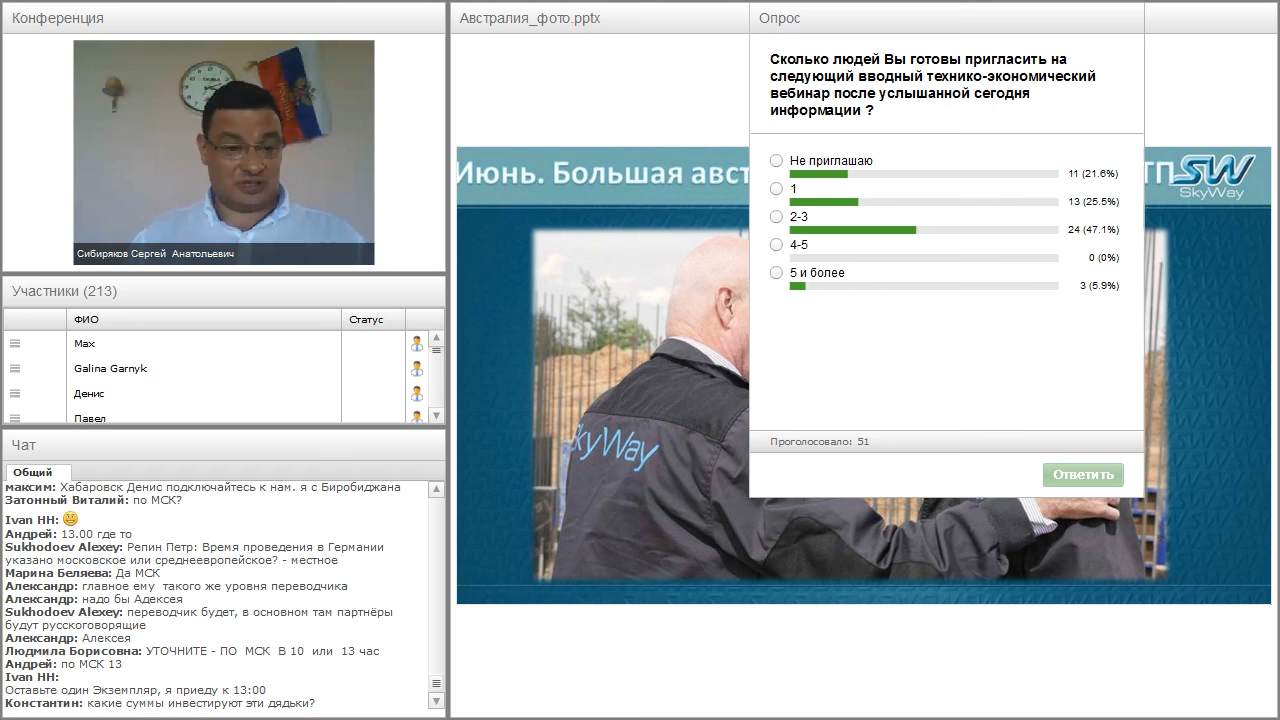 Конференция
Сибиряков Сергей Анатольевич
Участники (213)
ФИО Статус
Max
Galina Garnyk
Денис
Павел
Чат
Общий
максим: Хабаровск Денис подключайтесь к нам. я с Биробиджана
Затонный Виталий: по МСК?
Ivan HH:
Андрей: 13.00 где то
Sukhodoev Alexey: Репин Петр: Время проведения в Германии
указано московское или среднеевропейское? - местное
Марина Беляева: Да МСК
Александр: главное ему такого же уровня переводчика
Александр: надо бы Адексея
Sukhodoev Alexey: переводчик будет, в основном там партнёры
будут русскоговорящие
Александр: Алексея
Людмила Борисовна: УТОЧНИТЕ - ПО МСК В 10 или 13 час
Андрей: по МСК 13
Ivan HH:
Оставьте один Экземпляр, я приеду к 13:00
Константин: какие суммы инвестируют эти дядьки?
Австралия_фото.pptx
Июнь. Большая авст
ТП
SW
SkyWay
SkyWay
Опрос
Сколько людей Вы готовы пригласить на
следующий вводный технико-экономический
вебинар после услышанной сегодня
информации ?
Не приглашаю
11 (21.6%)
1
13 (25.5%)
2-3
24 (47.1%)
4-5
0 (0%)
5 и более
3 (5.9%)
Проголосовало: 51
Ответить